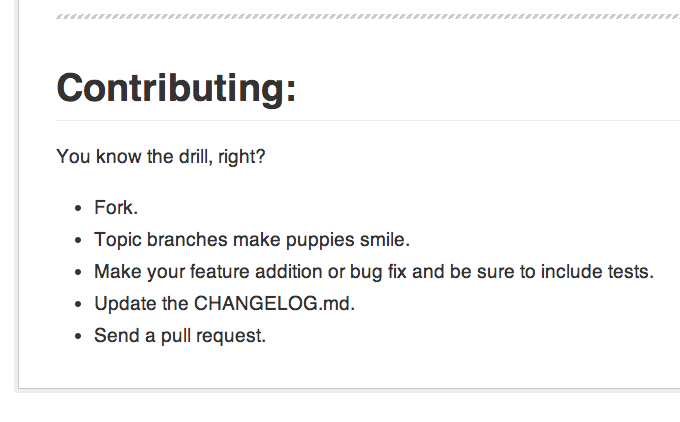 Contributing:
You know the drill, right?
• Fork.
• Topic branches make puppies smile.
• Make your feature addition or bug fix and be sure to include tests.
• Update the CHANGELOG.md.
• Send a pull request.